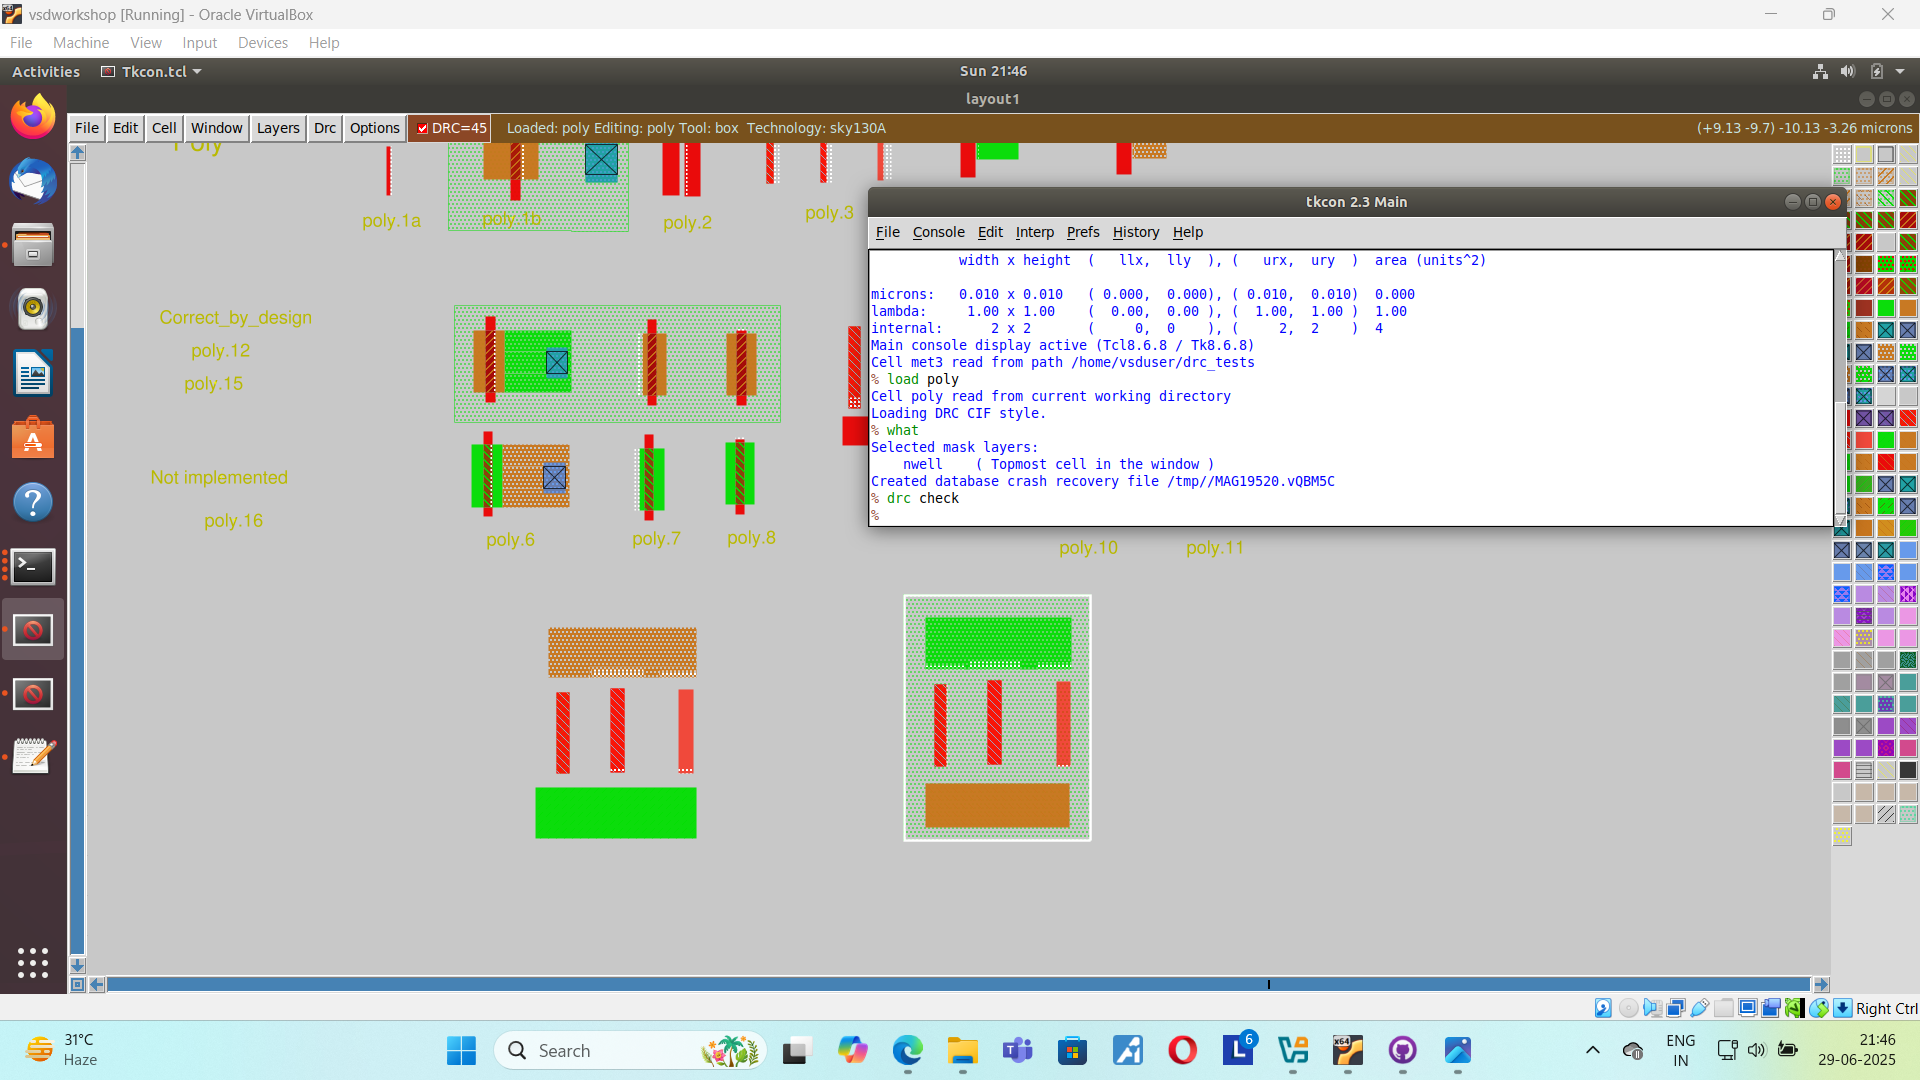 vsdworkshop [Running] - Oracle VirtualBox
File Machine View Input Devices Help
Activities Tkcon.tcl Sun 21:46
layout1
File Edit Cell Window Layers Drc Options DRC=45 Loaded: poly Editing: poly Tool: box Technology: sky130A (+9.13 -9.7) -10.13 -3.26 microns
Poly
poly.1a poly.1b poly.2 poly.3
tkcon 2.3 Main
File Console Edit Interp Prefs History Help
width x height ( llx, lly ), ( urx, ury ) area (units^2)
microns: 0.010 x 0.010 ( 0.000, 0.000), ( 0.010, 0.010) 0.000
lambda: 1.00 x 1.00 ( 0.00, 0.00 ), ( 1.00, 1.00 ) 1.00
internal: 2 x 2 ( 0, 0 ), ( 2, 2 ) 4
Main console display active (Tcl8.6.8 / Tk8.6.8)
Cell met3 read from path /home/vsduser/drc_tests
% load poly
Cell poly read from current working directory
Loading DRC CIF style.
% what
Selected mask layers:
nwell ( Topmost cell in the window )
Created database crash recovery file /tmp//MAG19520.vQBM5C
% drc check
%
Correct_by_design
poly.12
poly.15
Not implemented
poly.16
poly.6 poly.7 poly.8 poly.10 poly.11
Right Ctrl
31°C
Haze
Search
6
ENG
IN
21:46
29-06-2025